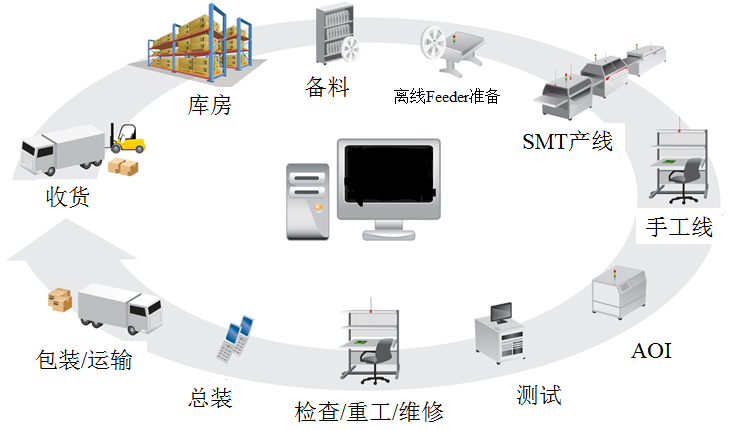 收货
库房
备料
离线Feeder准备
SMT产线
手工线
AOI
测试
检查/重工/维修
总装
包装/运输